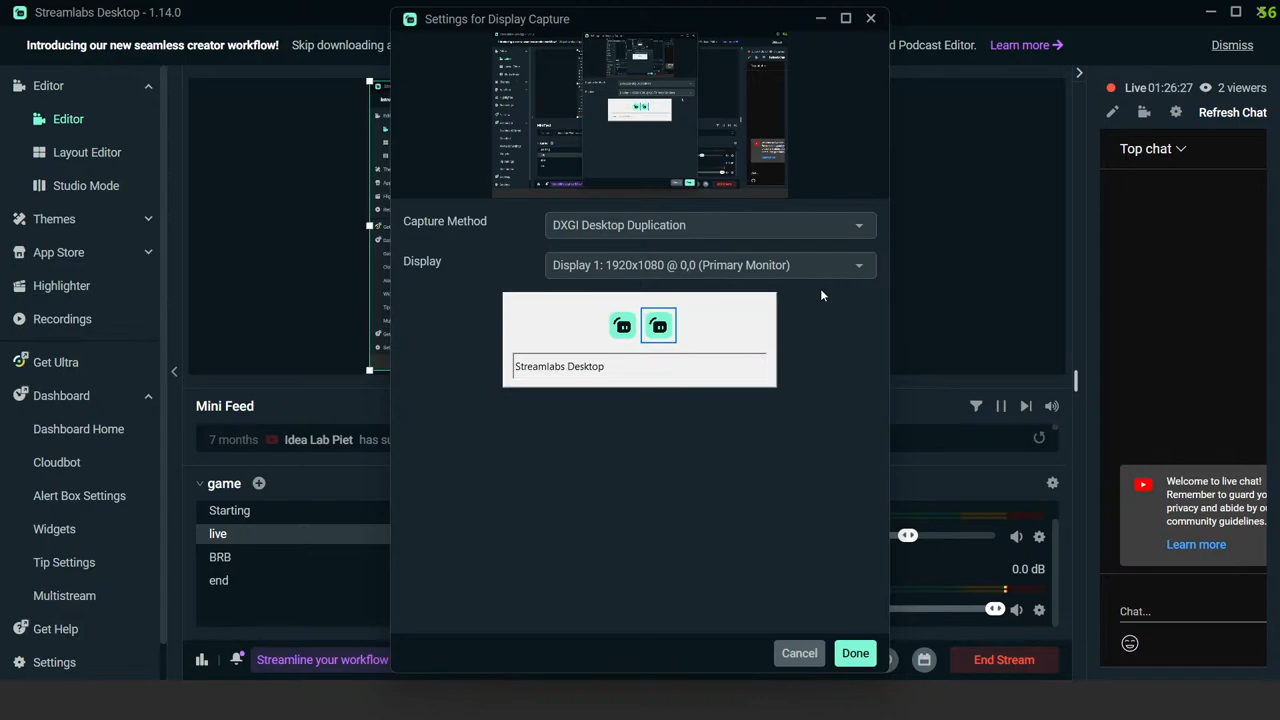 Streamlabs Desktop - 1.14.0
Settings for Display Capture
56
Introducing our new seamless creator workflow!
Skip downloading a
d Podcast Editor.
Learn more
Dismiss
Editor
Editor
Layout Editor
Studio Mode
Themes
App Store
Highlighter
Recordings
Get Ultra
Dashboard
Dashboard Home
Cloudbot
Alert Box Settings
Widgets
Tip Settings
Multistream
Get Help
Settings
Capture Method
DXGI Desktop Duplication
Display
Display 1: 1920x1080 @ 0,0 (Primary Monitor)
Streamlabs Desktop
Mini Feed
7 months Idea Lab Piet has su
game
Starting
live
BRB
end
0.0 dB
Streamline your workflow
Cancel
Done
End Stream
Live 01:26:27 2 viewers
Refresh Chat
Top chat
Welcome to live chat!
Remember to guard yo
privacy and abide by o
community guidelines.
Learn more
Chat...